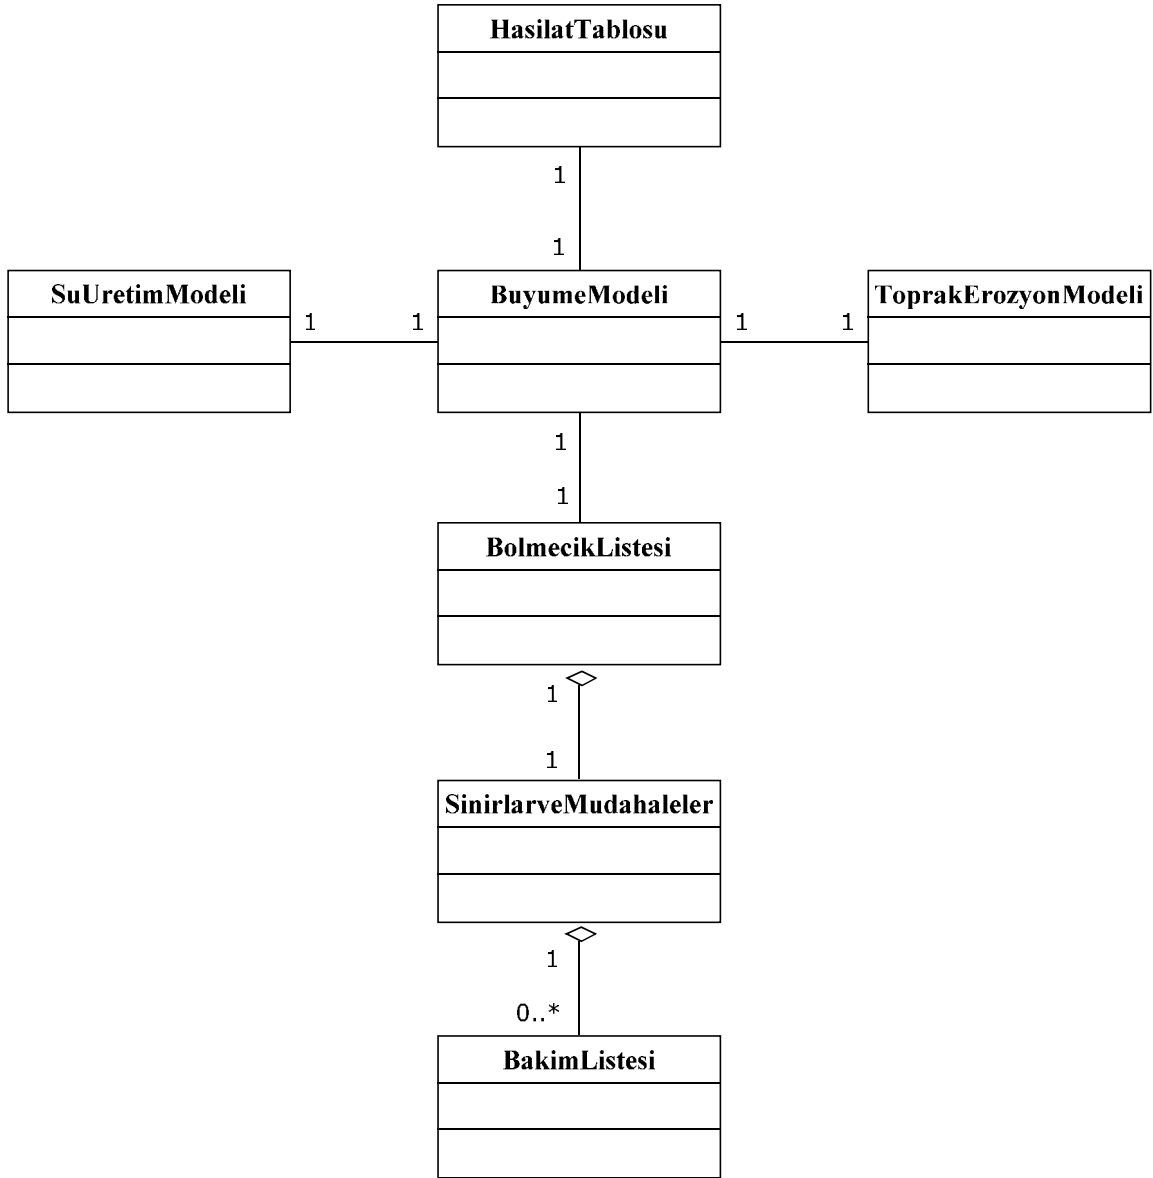 HasilatTablosu
1
1
SuUretimModeli
BuyumeModeli
ToprakErozyonModeli
1
1
1
1
1
1
BolmecikListesi
1
1
SinirlarveMudahaleler
1
0..*
BakimListesi